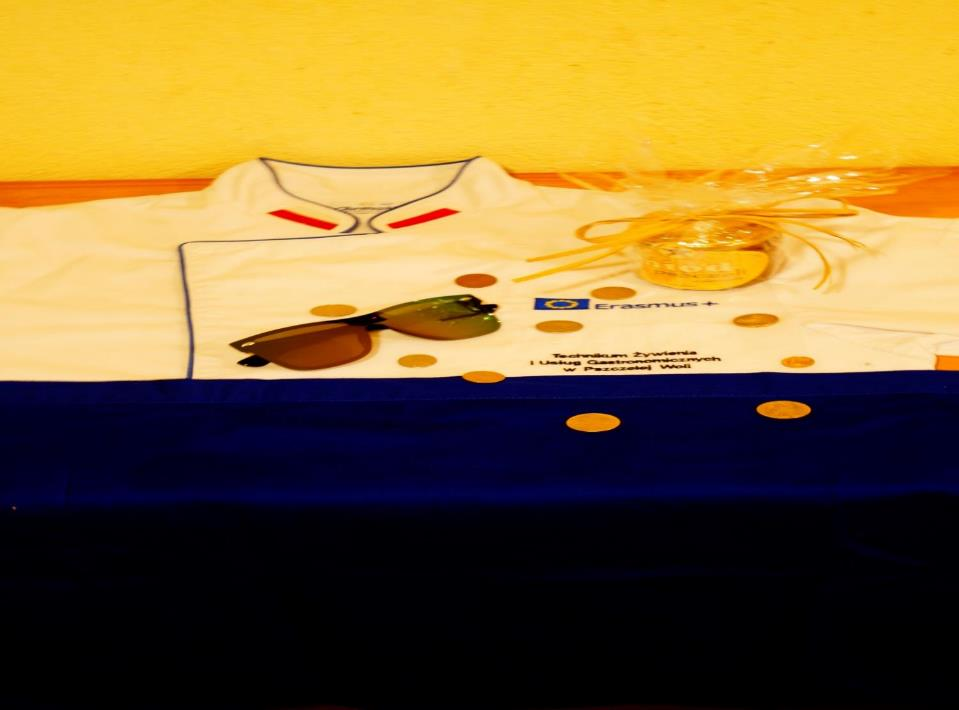 Erasmus+
Technikum Żywienia
i Usług Gastronomicznych
w Pszczelej Woli